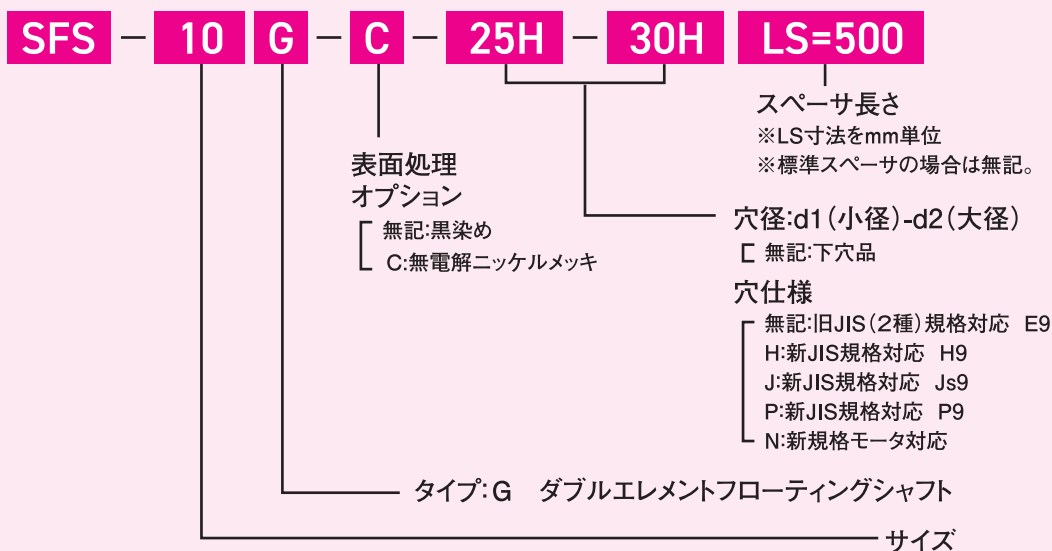 SFS - 10 G - C - 25H - 30H LS=500
スペーサ長さ
※LS寸法をmm単位
※標準スペーサの場合は無記。
表面処理
オプション
無記:黒染め
C:無電解ニッケルメッキ
穴径:d1(小径)-d2(大径)
無記:下穴品
穴仕様
無記:旧JIS(2種)規格対応 E9
H:新JIS規格対応 H9
J:新JIS規格対応 Js9
P:新JIS規格対応 P9
N:新規格モータ対応
タイプ:G ダブルエレメントフローティングシャフト
サイズ